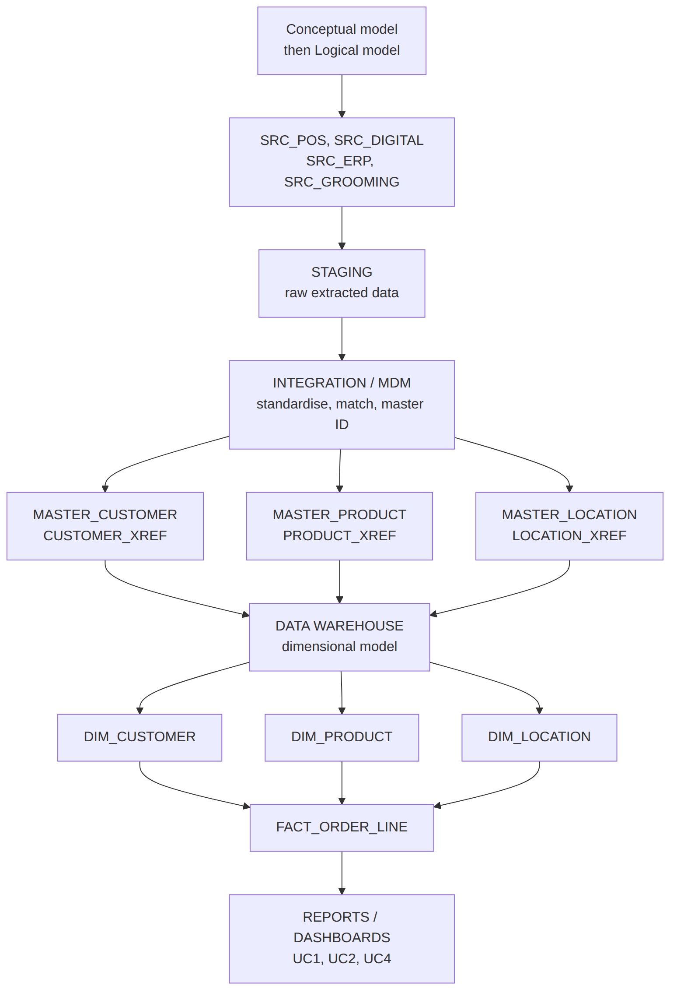 Conceptual model
then Logical model
SRC_POS, SRC_DIGITAL
SRC_ERP,
SRC_GROOMING
STAGING
raw extracted data
INTEGRATION / MDM
standardise, match, master
ID
MASTER_CUSTOMER
CUSTOMER_XREF
MASTER_PRODUCT
PRODUCT_XREF
MASTER_LOCATION
LOCATION_XREF
DATA WAREHOUSE
dimensional model
DIM_CUSTOMER
DIM_PRODUCT
DIM_LOCATION
FACT_ORDER_LINE
REPORTS /
DASHBOARDS
UC1, UC2, UC4